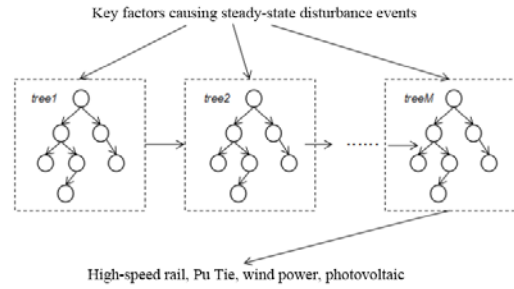 Key factors causing steady-state disturbance events
tree1
tree2
......
treeM
High-speed rail, Pu Tie, wind power, photovoltaic